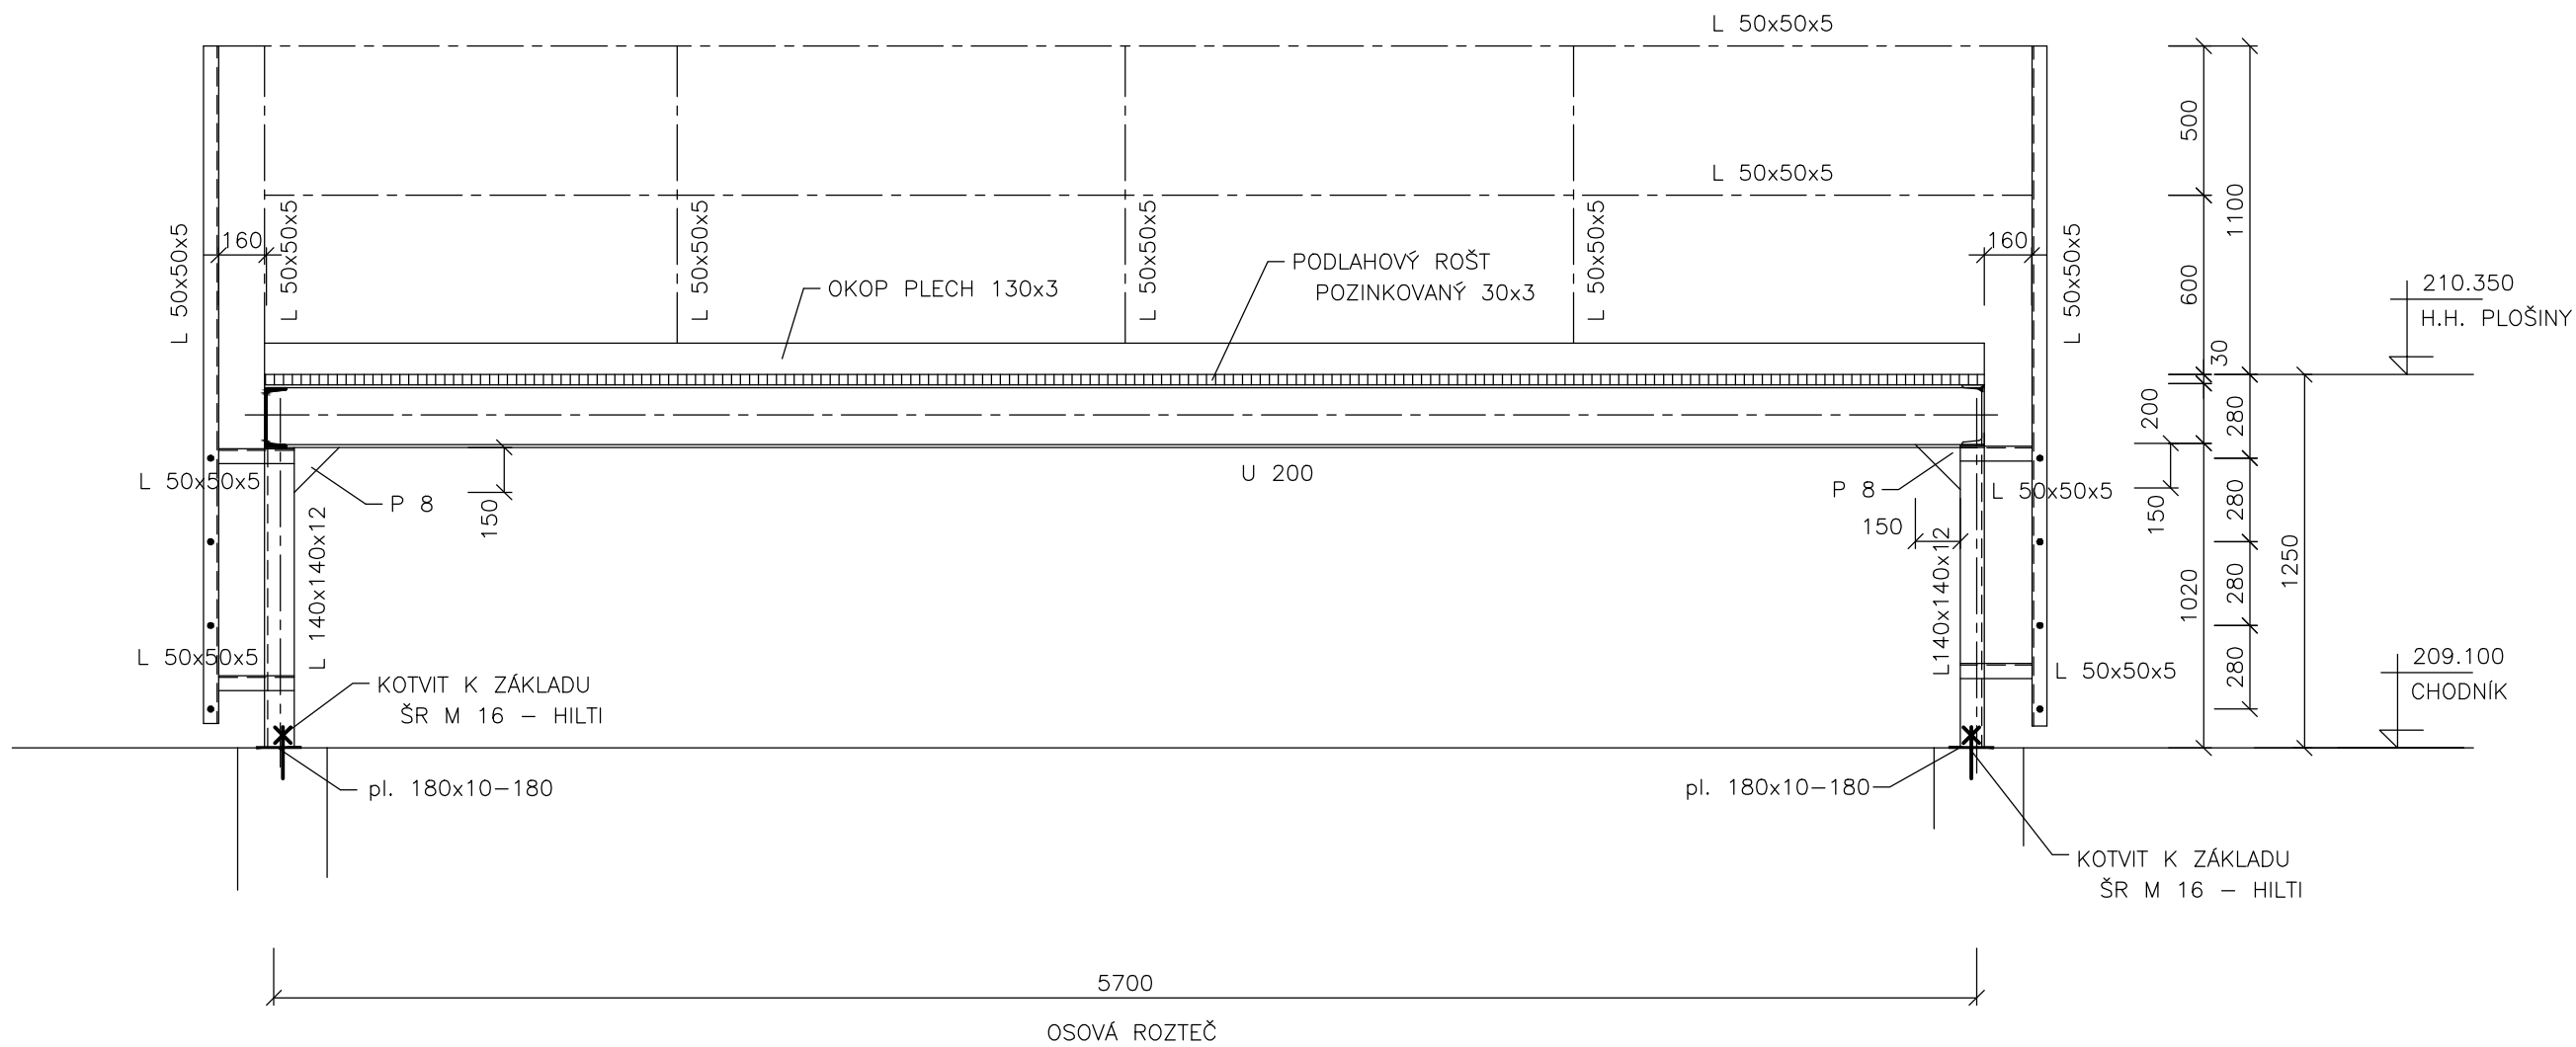 L 50x50x5
L 50x50x5
500
1100
600
30
L 50x50x5
160
L 50x50x5
L 50x50x5
L 50x50x5
L 50x50x5
160
L 50x50x5
OKOP PLECH 130x3
PODLAHOVÝ ROŠT
POZINKOVANÝ 30x3
210.350
H.H. PLOŠINY
200
280
150
280
1250
1020
280
280
L 50x50x5
P 8
150
U 200
P 8
L 50x50x5
150
L 140x140x12
L140x140x12
L 50x50x5
L 50x50x5
209.100
CHODNÍK
KOTVIT K ZÁKLADU
ŠR M 16 – HILTI
pl. 180x10–180
pl. 180x10–180
KOTVIT K ZÁKLADU
ŠR M 16 – HILTI
5700
OSOVÁ ROZTEČ